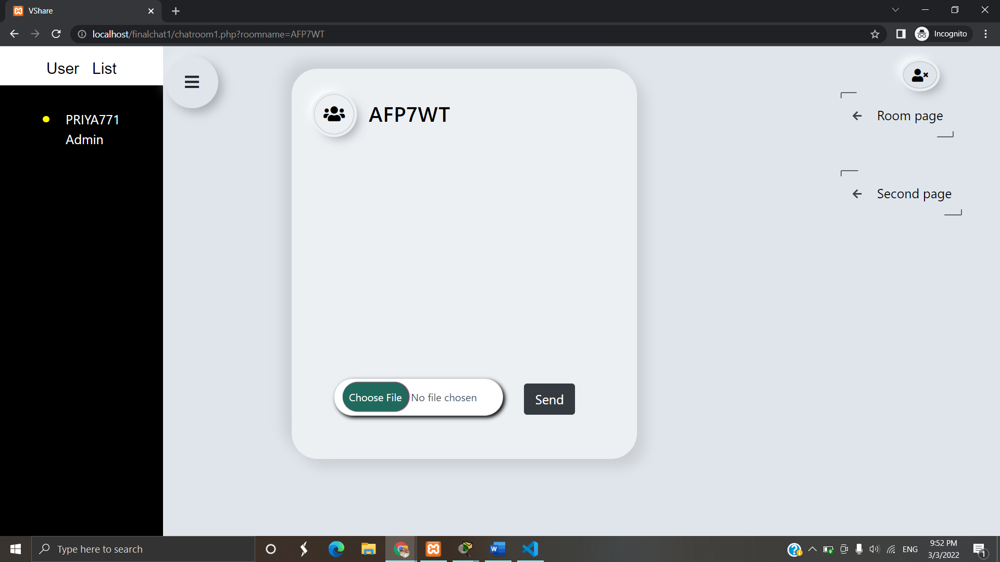 VShare
localhost/finalchat1/chatroom1.php?roomname=AFP7WT
Incognito
User List
PRIYA771
Admin
AFP7WT
Room page
Second page
Choose File No file chosen
Send
Type here to search
ENG
9:52 PM
3/3/2022
1